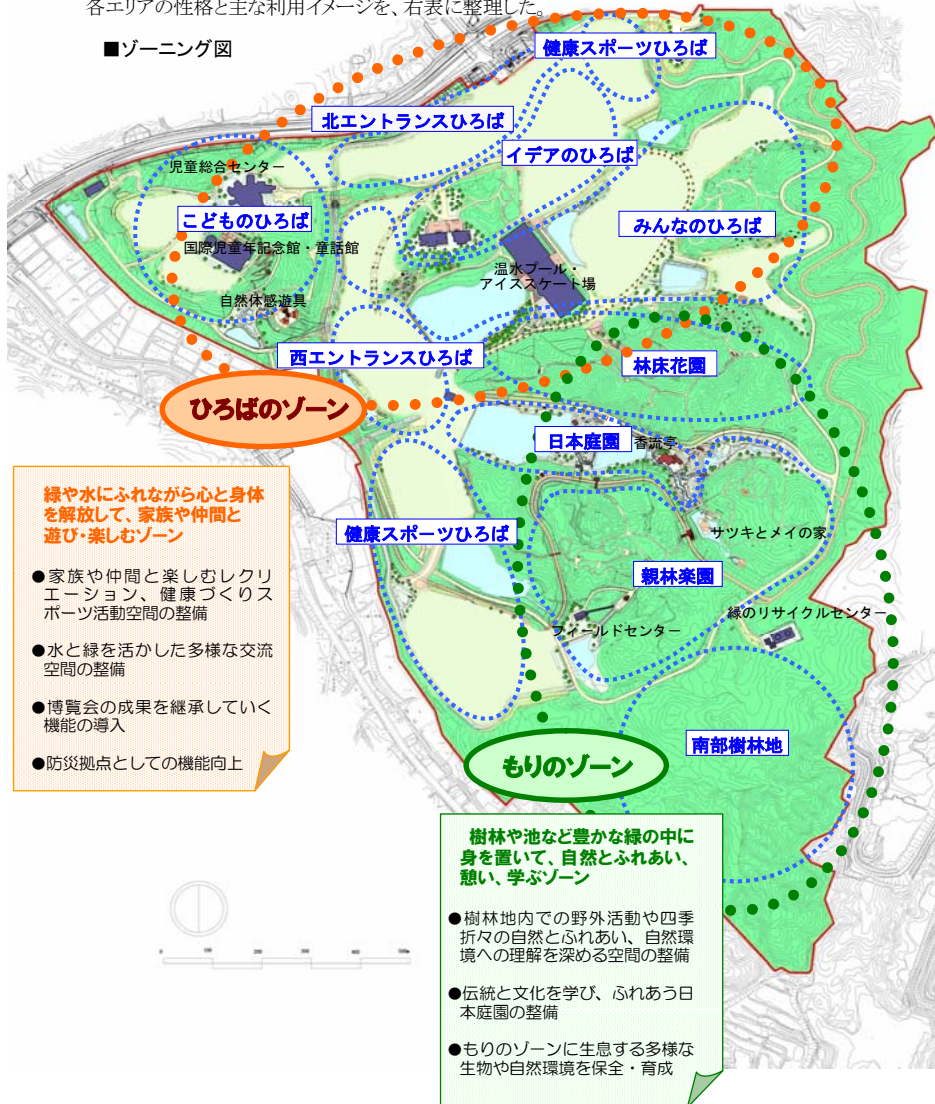 各エリアの性格と主な利用イメージを、右表に整理した。
■ゾーニング図
健康スポーツひろば
北エントランスひろば
イデアのひろば
児童総合センター
こどものひろば
みんなのひろば
国際児童年記念館・童話館
温水プール・
アイススケート場
自然体感遊具
西エントランスひろば
林床花園
ひろばのゾーン
日本庭園
香流亭
緑や水にふれながら心と身体
を解放して、家族や仲間と
遊び・楽しむゾーン
●家族や仲間と楽しむレクリ
エーション、健康づくりス
ポーツ活動空間の整備
●水と緑を活かした多様な交流
空間の整備
●博覧会の成果を継承していく
機能の導入
●防災拠点としての機能向上
健康スポーツひろば
サツキとメイの家
親林楽園
緑のリサイクルセンター
フィールドセンター
南部樹林地
もりのゾーン
樹林や池など豊かな緑の中に
身を置いて、自然とふれあい、
憩い、学ぶゾーン
●樹林地内での野外活動や四季
折々の自然とふれあい、自然環
境への理解を深める空間の整備
●伝統と文化を学び、ふれあう日
本庭園の整備
●もりのゾーンに生息する多様な
生物や自然環境を保全・育成
0 100 200 300 400 500m